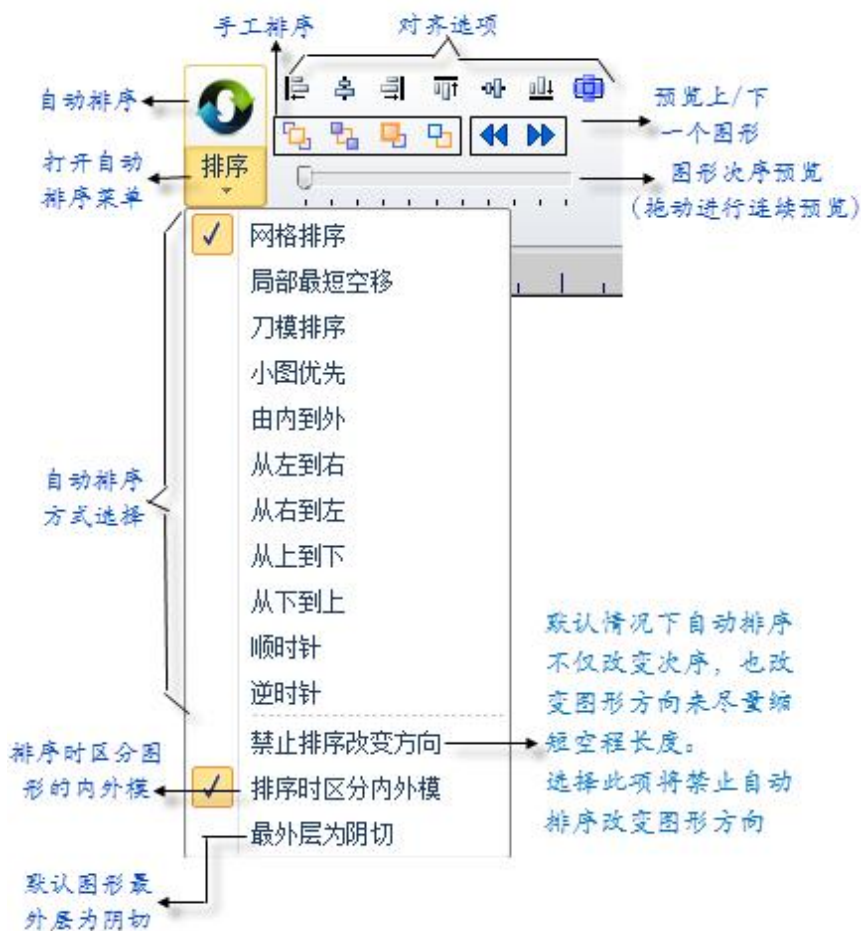 手工排序
对齐选项
自动排序
预览上/下
一个图形
打开自动
排序菜单
排序
图形次序预览
(拖动进行连续预览)
网格排序
局部最短空移
刀模排序
小图优先
由内到外
从左到右
从右到左
从上到下
从下到上
顺时针
逆时针
自动排序
方式选择
禁止排序改变方向
排序时区分内外模
最外层为阴切
默认情况下自动排序
不仅改变次序，也改
变图形方向未尽量缩
短空程长度。
选择此项将禁止自动
排序改变图形方向
排序时区分图
形的内外模
默认图形最
外层为阴切